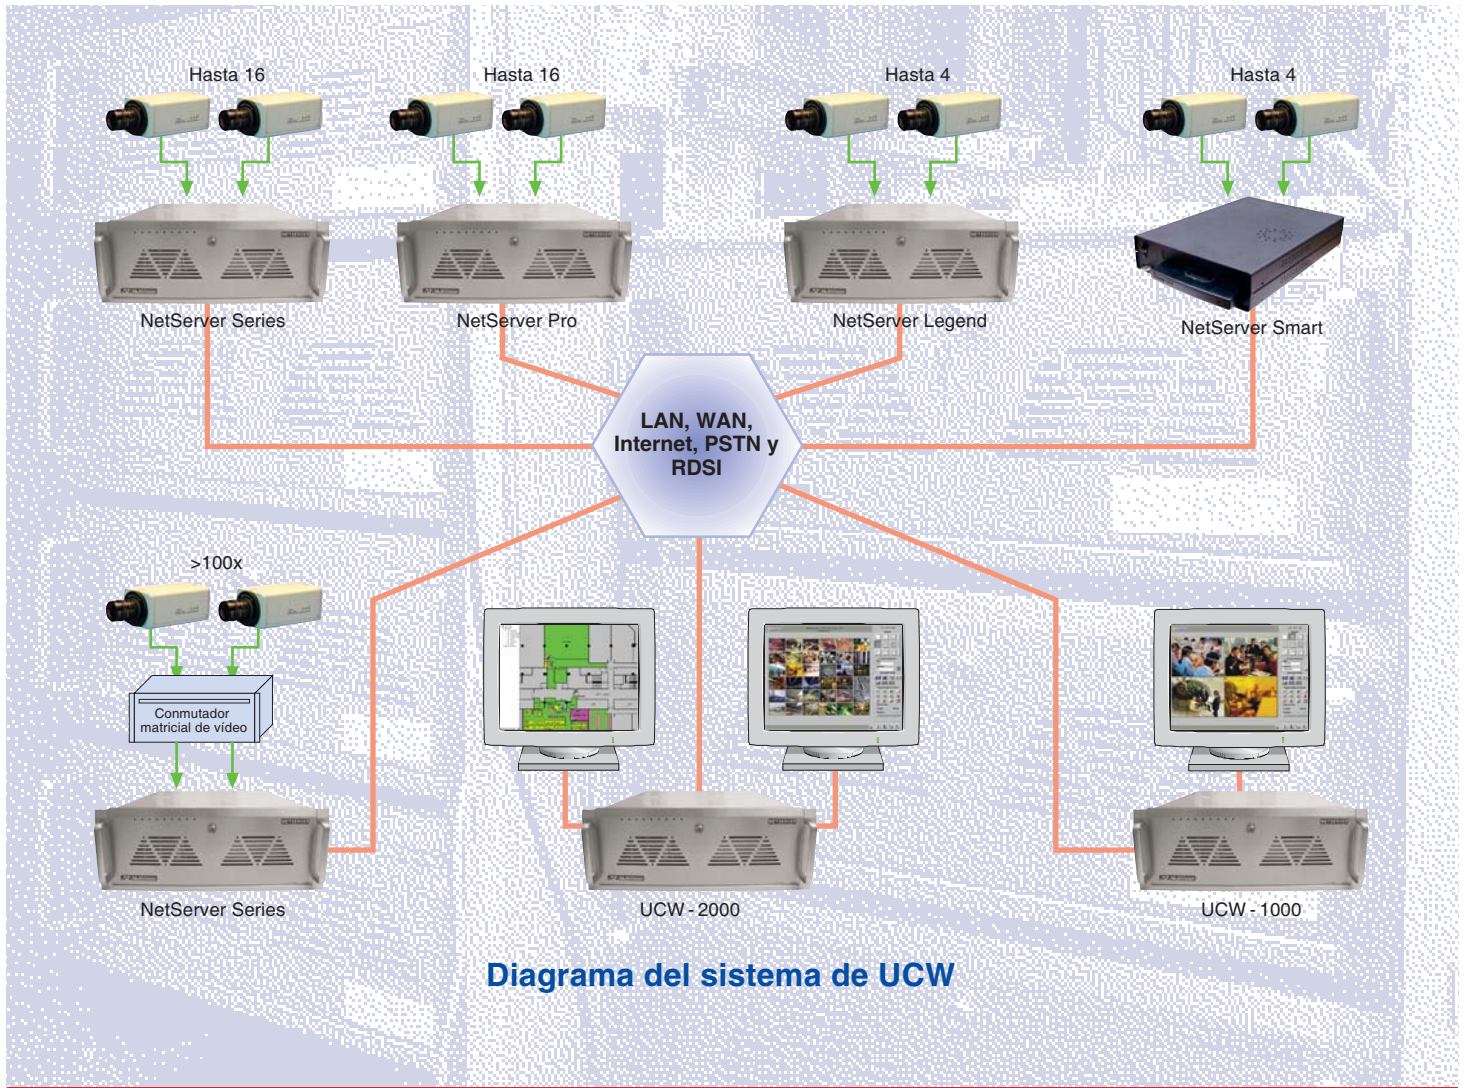 Hasta 16
Hasta 16
Hasta 4
Hasta 4
NetServer Series
NetServer Pro
NetServer Legend
NetServer Smart
LAN, WAN,
Internet, PSTN y
RDSI
>100x
Conmutador
matricial de vídeo
NetServer Series
UCW - 2000
UCW - 1000
Diagrama del sistema de UCW